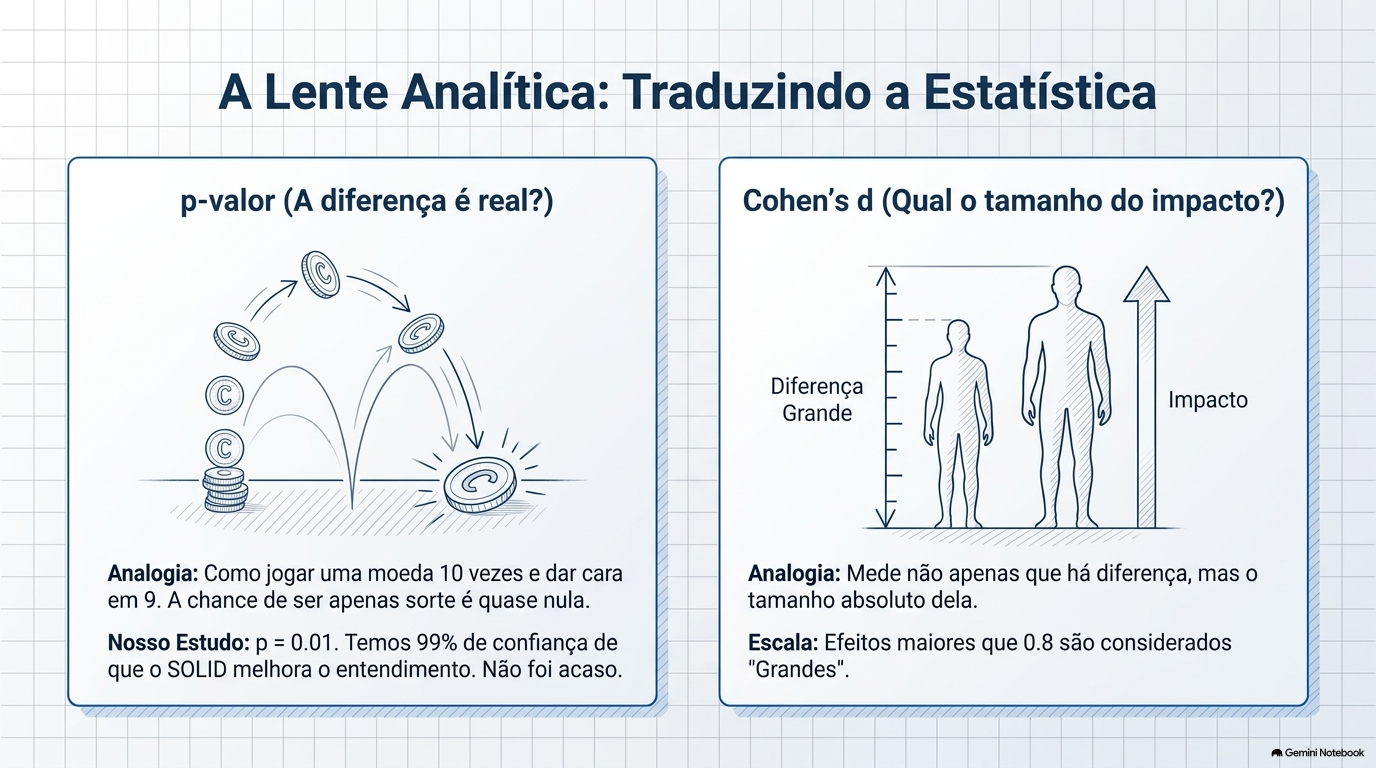 A Lente Analítica: Traduzindo a Estatística
p-valor (A diferença é real?)
C
C
C
C
C
C
Analogia: Como jogar uma moeda 10 vezes e dar cara
em 9. A chance de ser apenas sorte é quase nula.
Nosso Estudo: p = 0.01. Temos 99% de confiança de
que o SOLID melhora o entendimento. Não foi acaso.
Cohen’s d (Qual o tamanho do impacto?)
Diferença
Grande
Impacto
Analogia: Mede não apenas que há diferença, mas o
tamanho absoluto dela.
Escala: Efeitos maiores que 0.8 são considerados
"Grandes".
Gemini Notebook